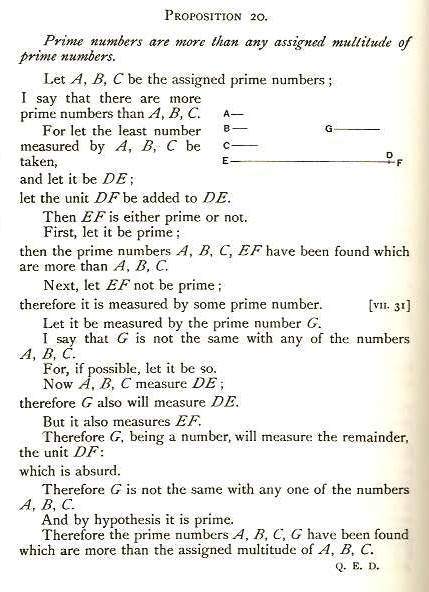 PROPOSITION 20.
Prime numbers are more than any assigned multitude of
prime numbers.
Let A, B, C be the assigned prime numbers ;
I say that there are more
prime numbers than A, B, C.
For let the least number
measured by A, B, C be
taken,
A
B
G
C
E
D
F
and let it be DE ;
let the unit DF be added to DE.
Then EF is either prime or not.
First, let it be prime ;
then the prime numbers A, B, C, EF have been found which
are more than A, B, C.
Next, let EF not be prime ;
therefore it is measured by some prime number. [VII. 31]
Let it be measured by the prime number G.
I say that G is not the same with any of the numbers
A, B, C.
For, if possible, let it be so.
Now A, B, C measure DE ;
therefore G also will measure DE.
But it also measures EF.
Therefore G, being a number, will measure the remainder,
the unit DF:
which is absurd.
Therefore G is not the same with any one of the numbers
A, B, C.
And by hypothesis it is prime.
Therefore the prime numbers A, B, C, G have been found
which are more than the assigned multitude of A, B, C.
Q. E. D.